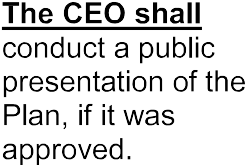 The CEO shall
conduct a public
presentation of the
Plan, if it was
approved.